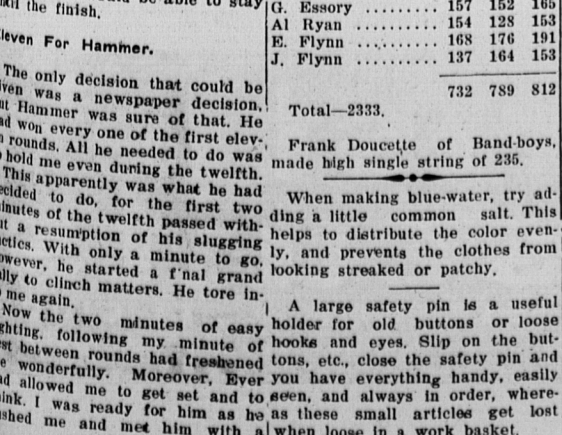 the finish.
Eleven For Hammer.
The only decision that could be
iven was a newspaper decision,
ut Hammer was sure of that. He
ad won every one of the first elev-
rounds. All he needed to do was
hold me even during the twelfth.
This apparently was what he had
ecided to do, for the first two
inutes of the twelfth passed with-
ut a resumption of his slugging
actics. With only a minute to go,
owever, he started a f'nal grand
ally to clinch matters. He tore in-
me again.
Now the two minutes of easy
ghting, following my minute of
st between rounds had freshened
e wonderfully. Moreover, Ever
ad allowed me to get set and to
ink. I was ready for him as he
shed me and met him with a
G. Essory ......... 157 152 165
Al Ryan ......... 154 128 153
E. Flynn ......... 168 176 191
J. Flynn ......... 137 164 153
732 789 812
Total—2333.
Frank Doucette of Band-boys,
made high single string of 235.
When making blue-water, try ad-
ding a little common salt. This
helps to distribute the color even-
ly, and prevents the clothes from
looking streaked or patchy.
A large safety pin is a useful
holder for old buttons or loose
hooks and eyes. Slip on the but-
tons, etc., close the safety pin and
you have everything handy, easily
seen, and always in order, where-
as these small articles get lost
when loose in a work basket.